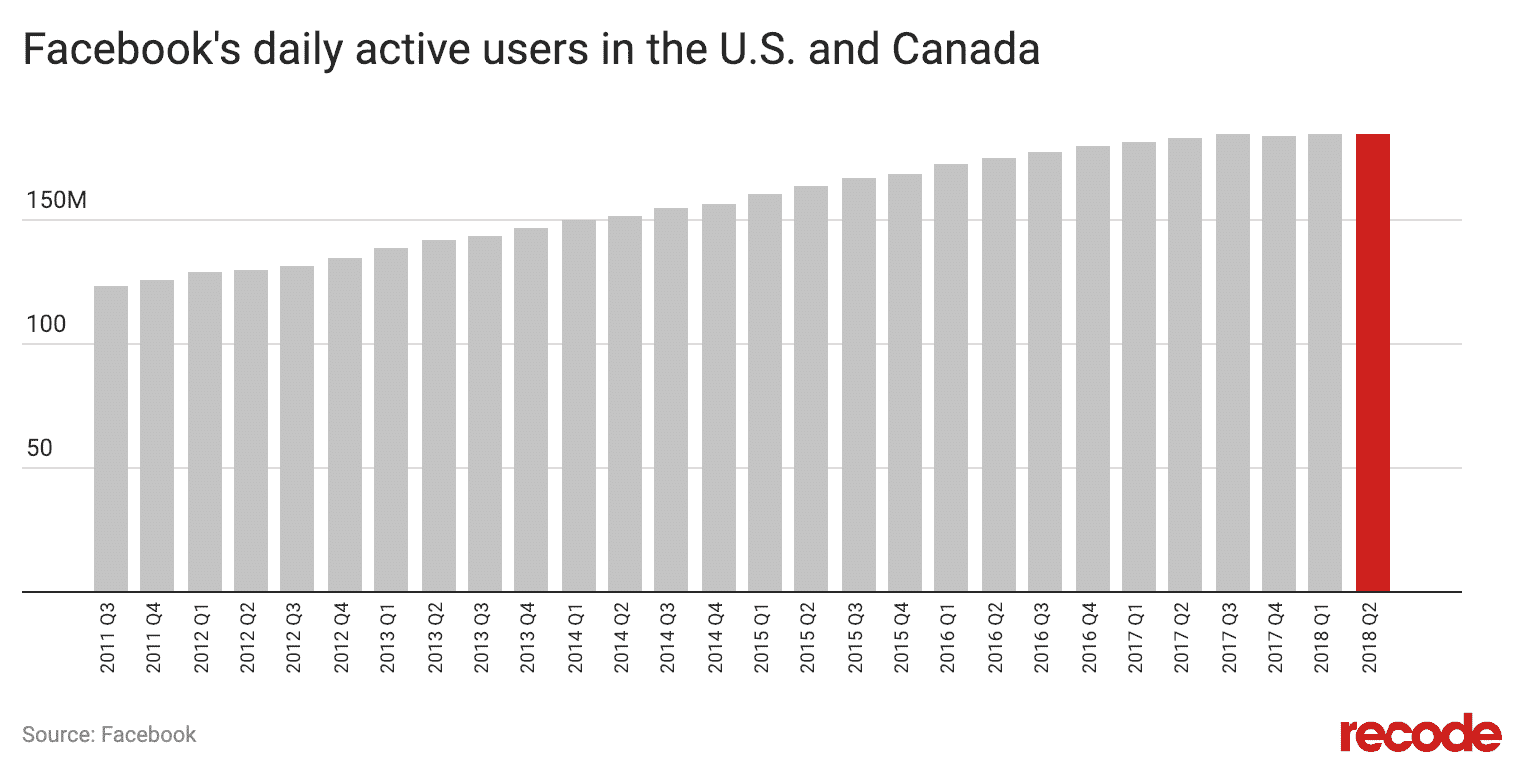 Facebook's daily active users in the U.S. and Canada
150M
100
50
2011 Q3
2011 Q4
2012 Q1
2012 Q2
2012 Q3
2012 Q4
2013 Q1
2013 Q2
2013 Q3
2013 Q4
2014 Q1
2014 Q2
2014 Q3
2014 Q4
2015 Q1
2015 Q2
2015 Q3
2015 Q4
2016 Q1
2016 Q2
2016 Q3
2016 Q4
2017 Q1
2017 Q2
2017 Q3
2017 Q4
2018 Q1
2018 Q2
Source: Facebook
recode